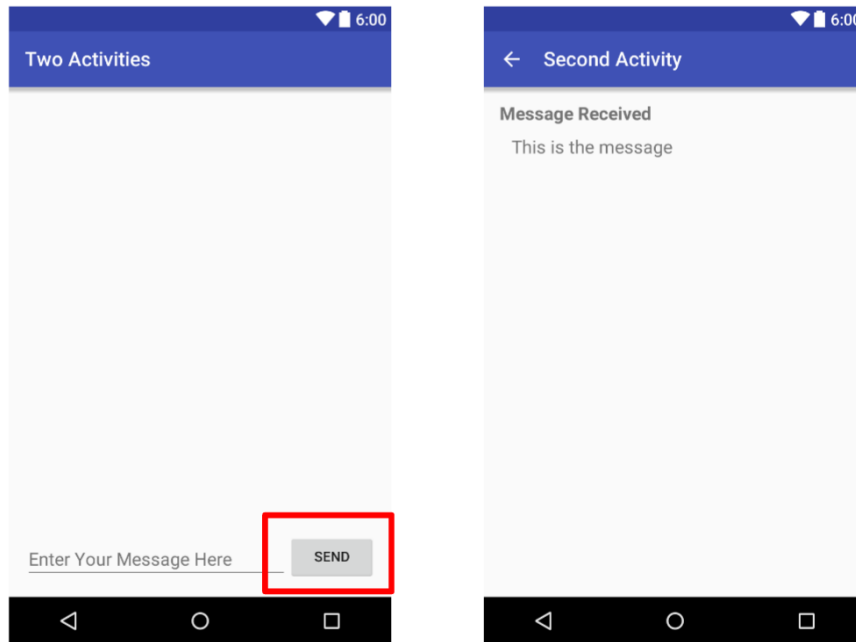 6:00
Two Activities
Enter Your Message Here
SEND
6:00
Second Activity
Message Received
This is the message